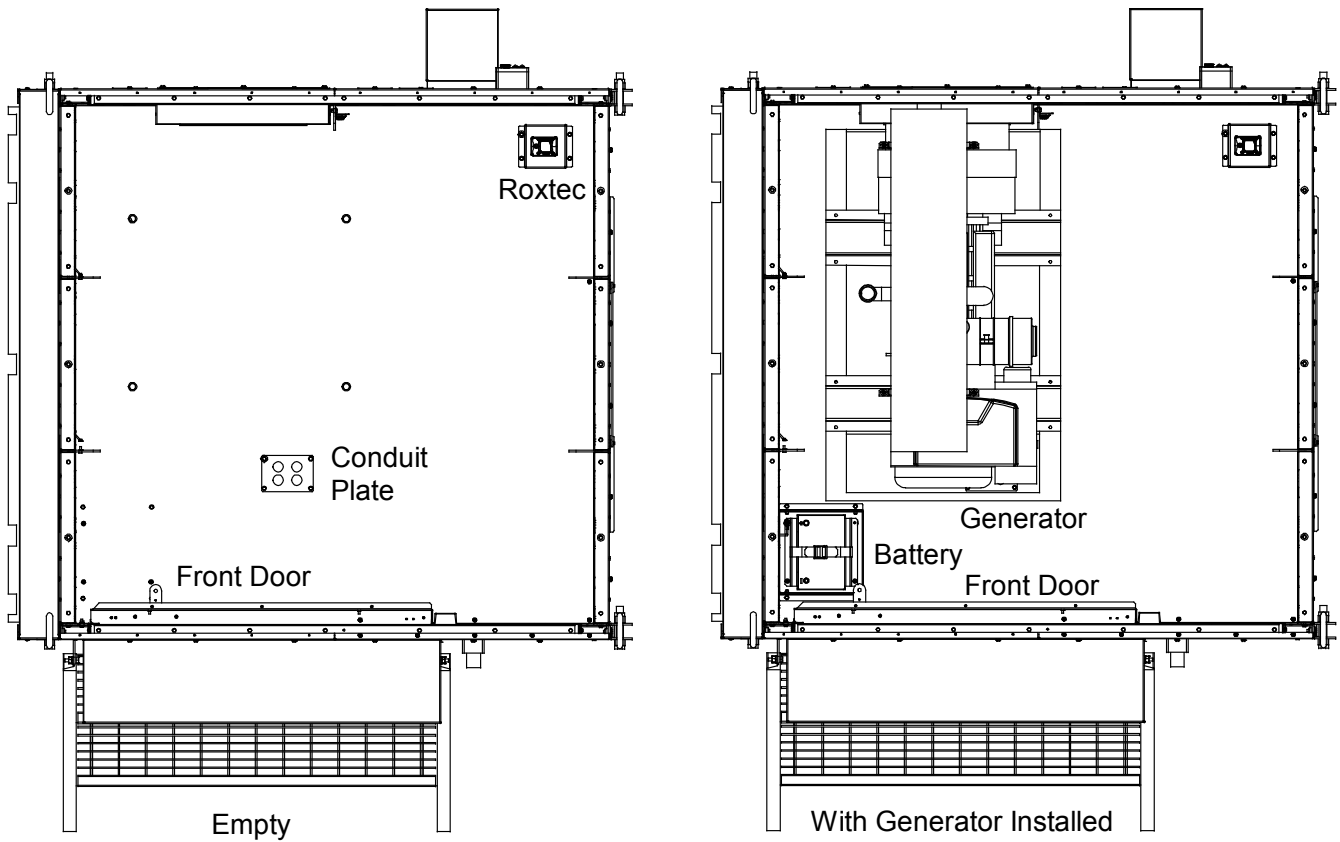 Roxtec
Conduit
Plate
Front Door
Empty
Generator
Battery
Front Door
With Generator Installed